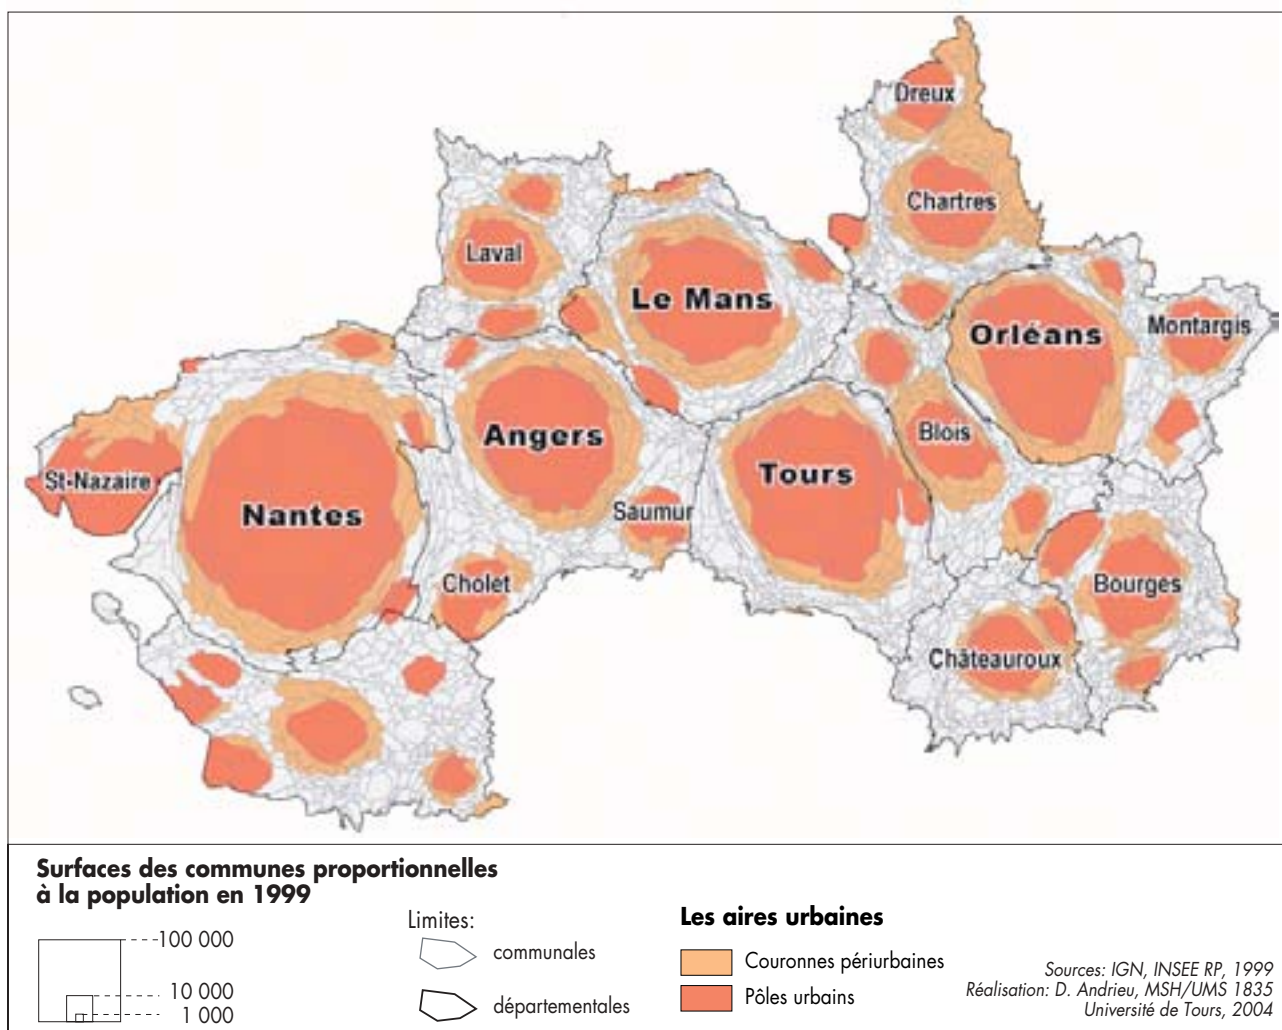 Dreux
Chartres
Laval
Le Mans
Orléans
Montargis
Angers
Blois
Tours
St-Nazaire
Nantes
Saumur
Cholet
Bourges
Châteauroux
Surfaces des communes proportionnelles
à la population en 1999
100 000
10 000
1 000
Limites:
communales
départementales
Les aires urbaines
Couronnes périurbaines
Pôles urbains
Sources: IGN, INSEE RP, 1999
Réalisation: D. Andrieu, MSH/UMS 1835
Université de Tours, 2004